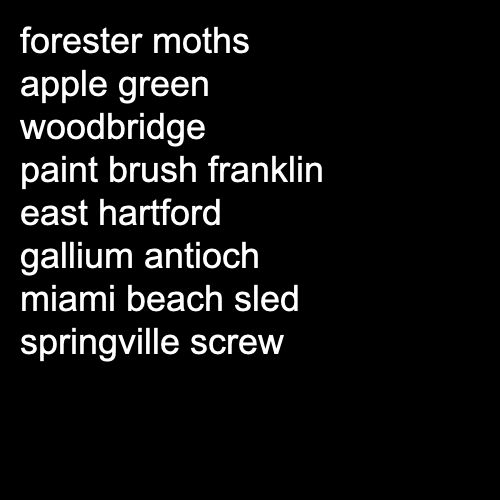 forester moths
apple green
woodbridge
paint brush franklin
east hartford
gallium antioch
miami beach sled
springville screw